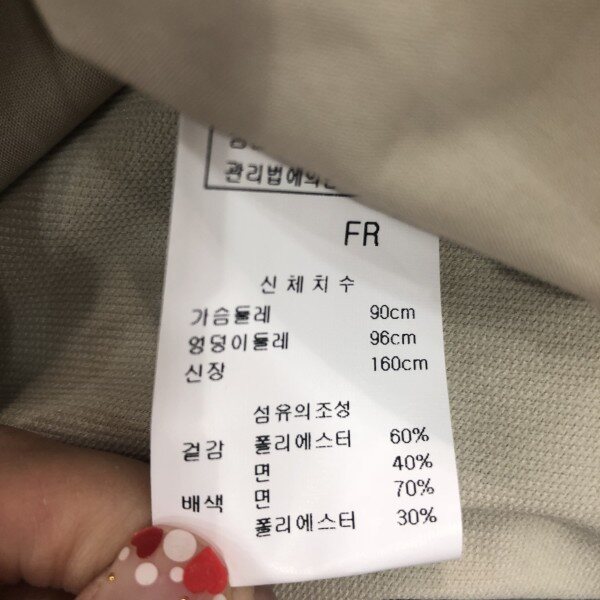 관리법에의한
FR
신체치수
가슴둘레 90cm
엉덩이둘레 96cm
신장 160cm
섬유의조성
겉감 폴리에스터 60%
면 40%
배색 면 70%
폴리에스터 30%